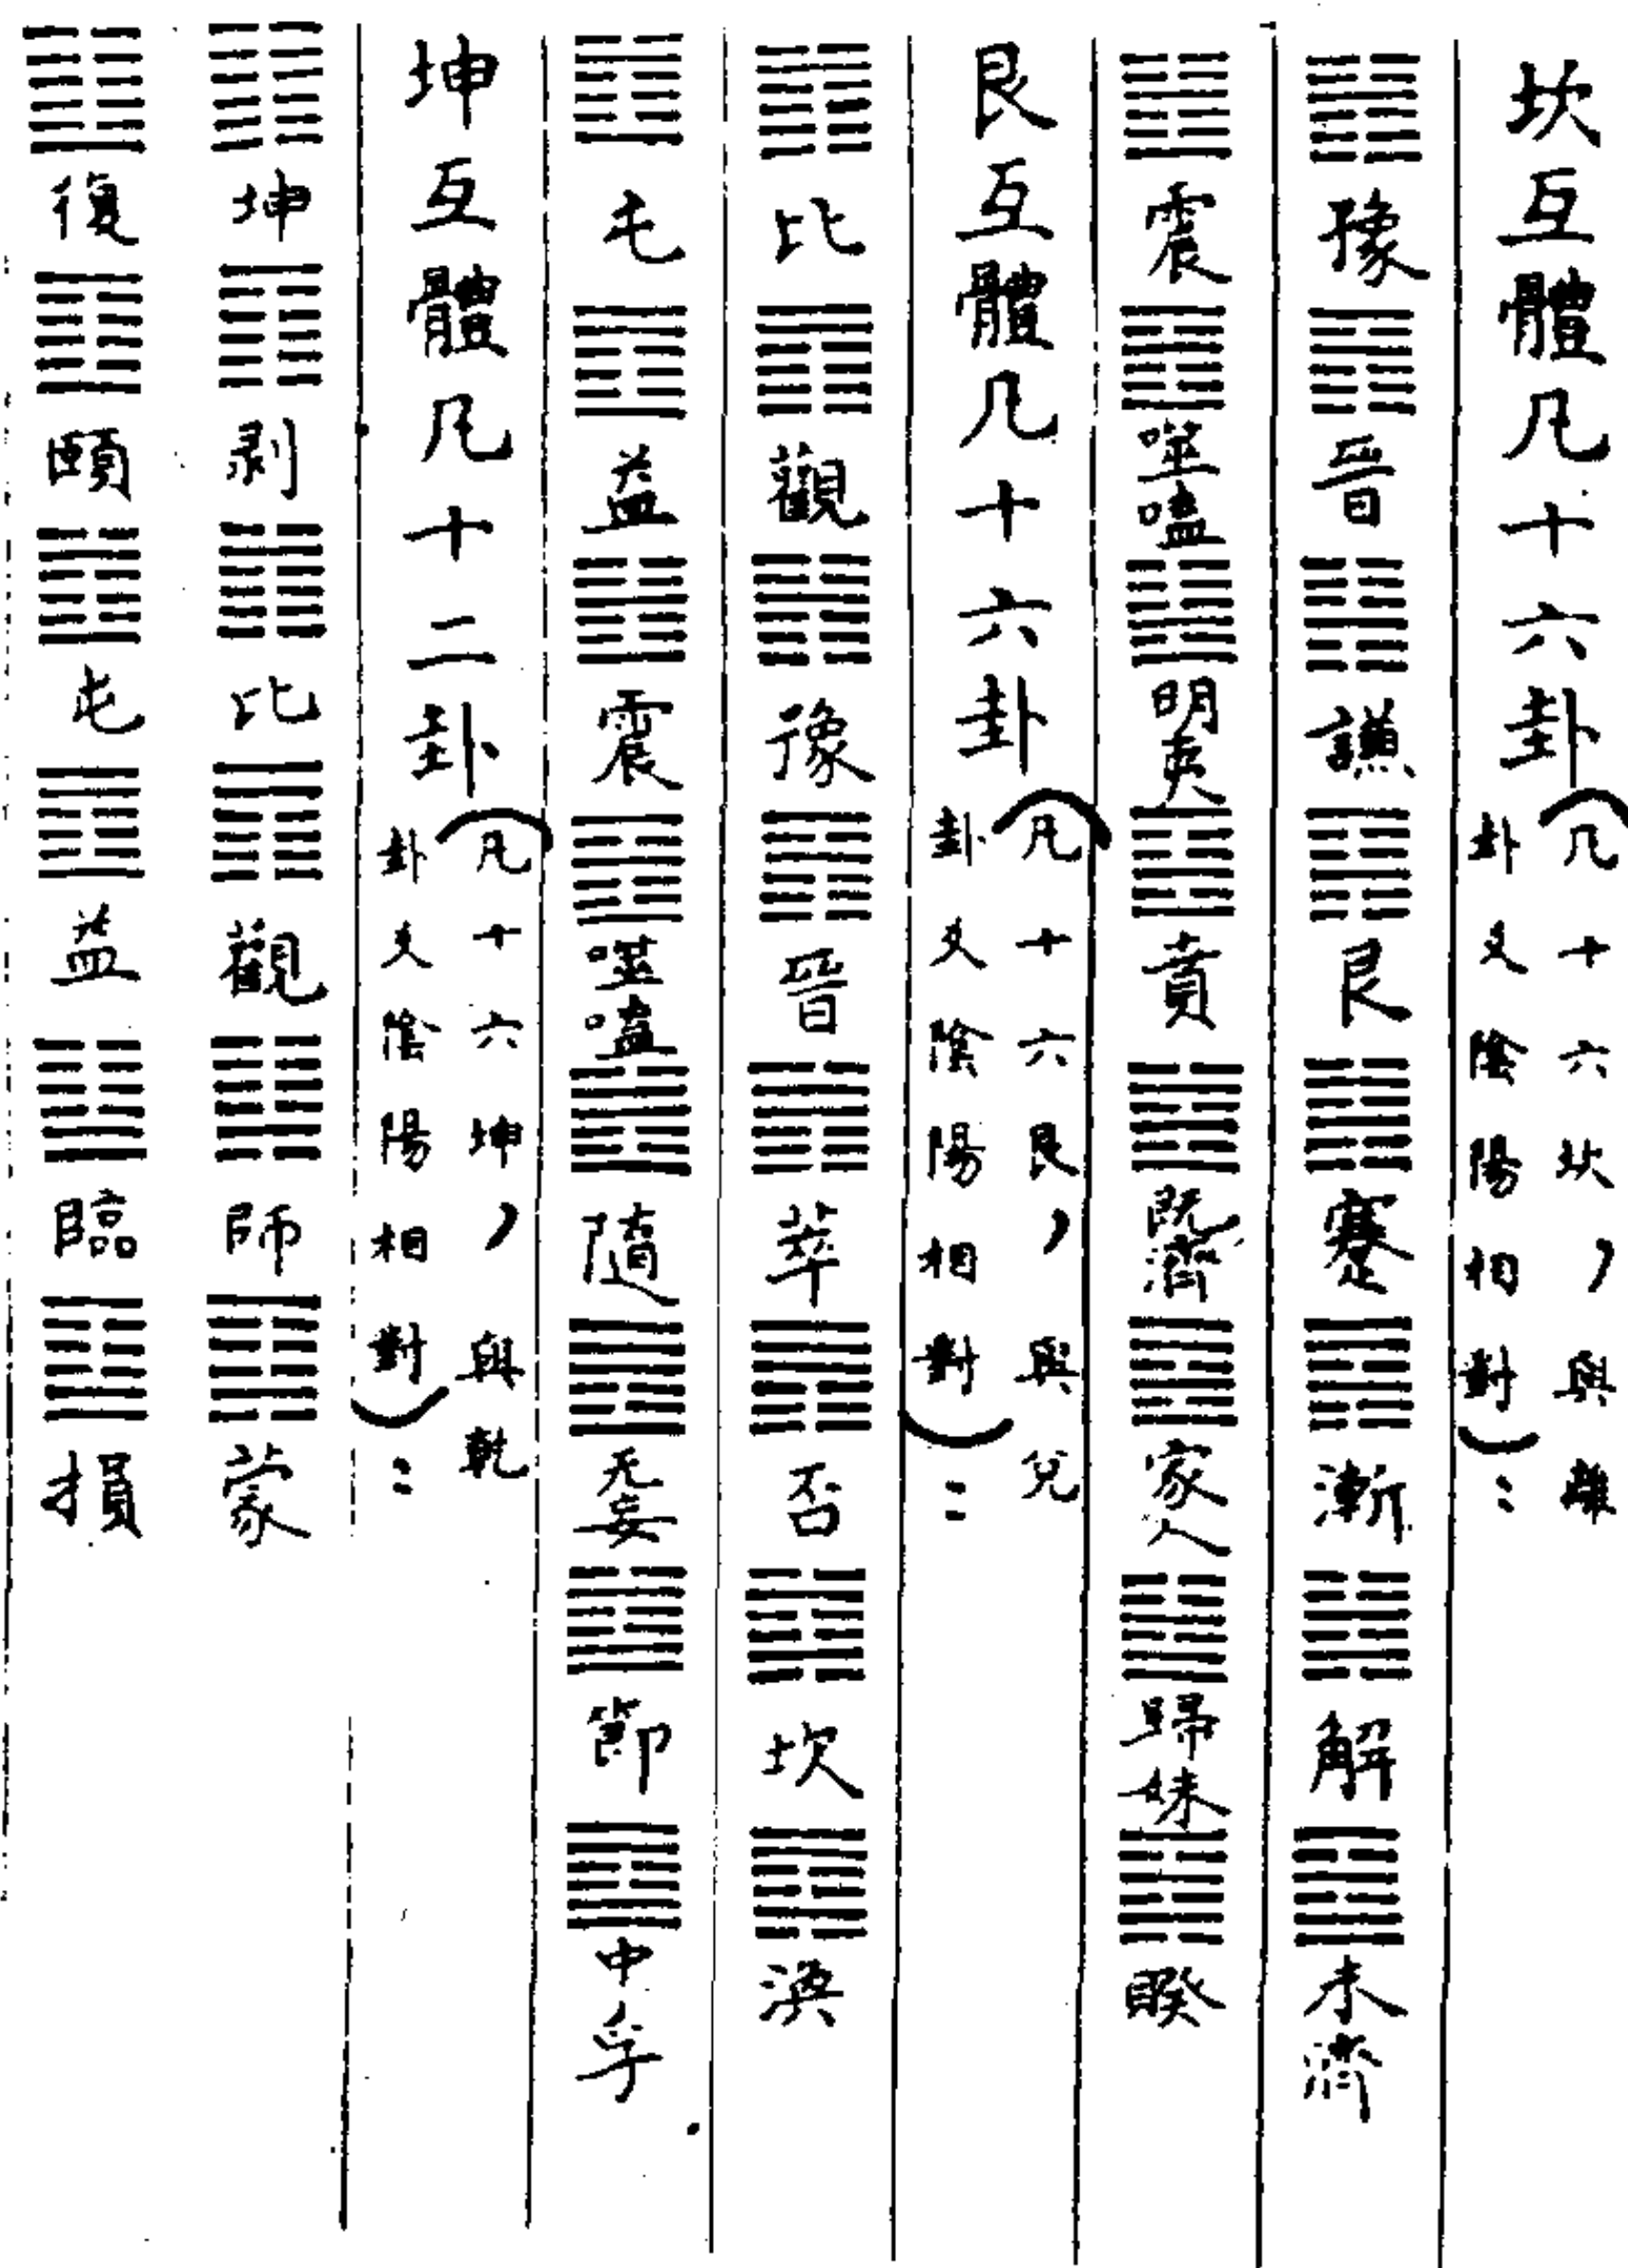 坎互體凡十六卦（凡十六坎，與離卦爻陰陽相對）：
䷏豫䷢晉䷎謙䷳艮䷦蹇䷴漸䷧解䷿未濟
䷲震䷔噬嗑䷣明夷䷕賁䷾既濟䷤家人䷵歸妹䷥睽
艮互體凡十六卦（凡十六艮，與兌卦爻陰陽相對）：
䷇比䷓觀䷏豫䷢晉䷬萃䷋否䷜坎䷺渙
䷂屯䷩益䷲震䷔噬嗑䷐隨䷘无妄䷻節䷼中孚
坤互體凡十二卦（凡十六坤，與乾卦爻陰陽相對）：
䷁坤䷖剥䷇比䷓觀䷆師䷃蒙
䷗復䷚頤䷂屯䷩益䷒臨䷨損